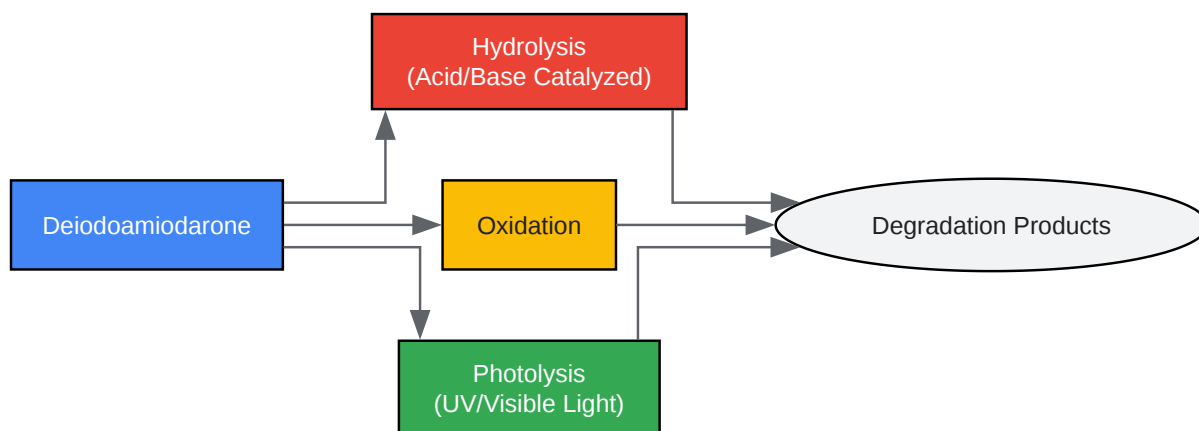 Hydrolysis
(Acid/Base Catalyzed)
Deiodoamiodarone
Oxidation
Degradation Products
Photolysis
(UV/Visible Light)